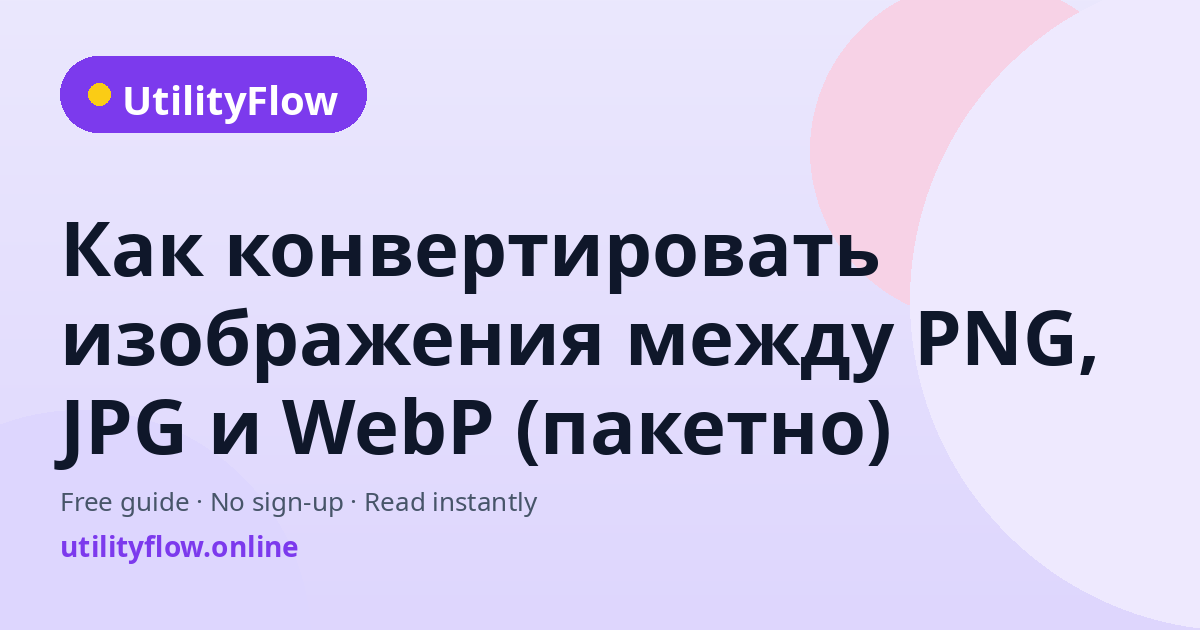 UtilityFlow
Как конвертировать
изображения между PNG,
JPG и WebP (пакетно)
Free guide · No sign-up · Read instantly
utilityflow.online